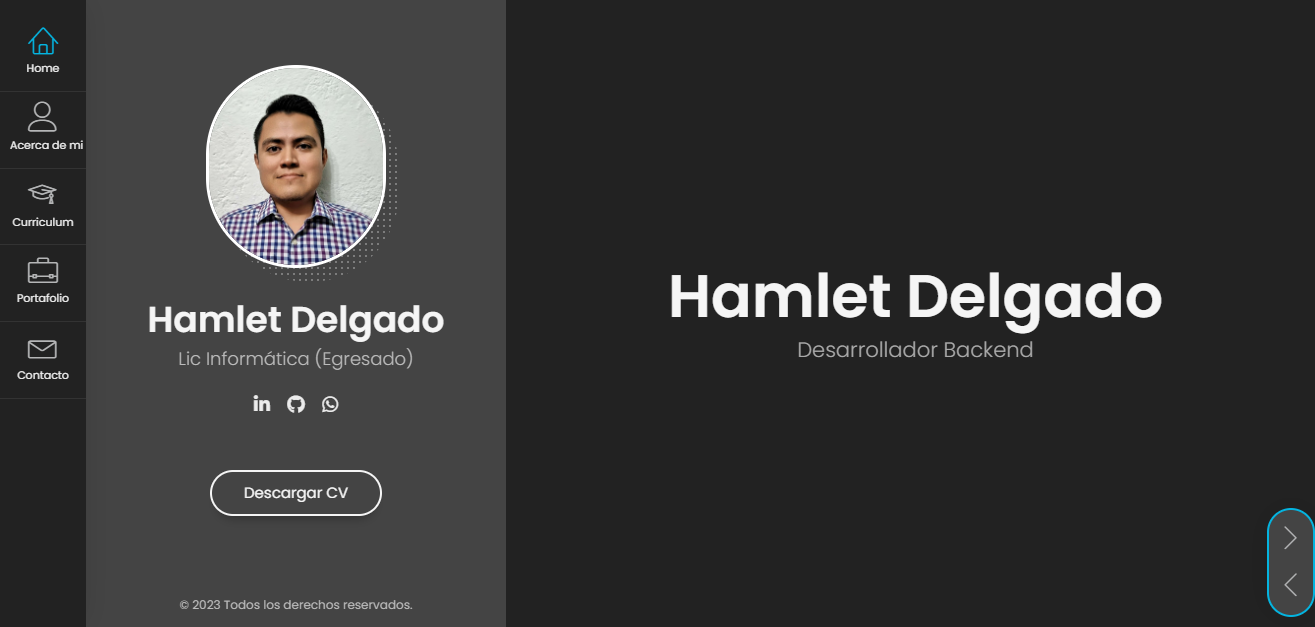 Home
Acerca de mi
Curriculum
Portafolio
Contacto
Hamlet Delgado
Lic Informática (Egresado)
Descargar CV
© 2023 Todos los derechos reservados.
Hamlet Delgado
Desarrollador Backend